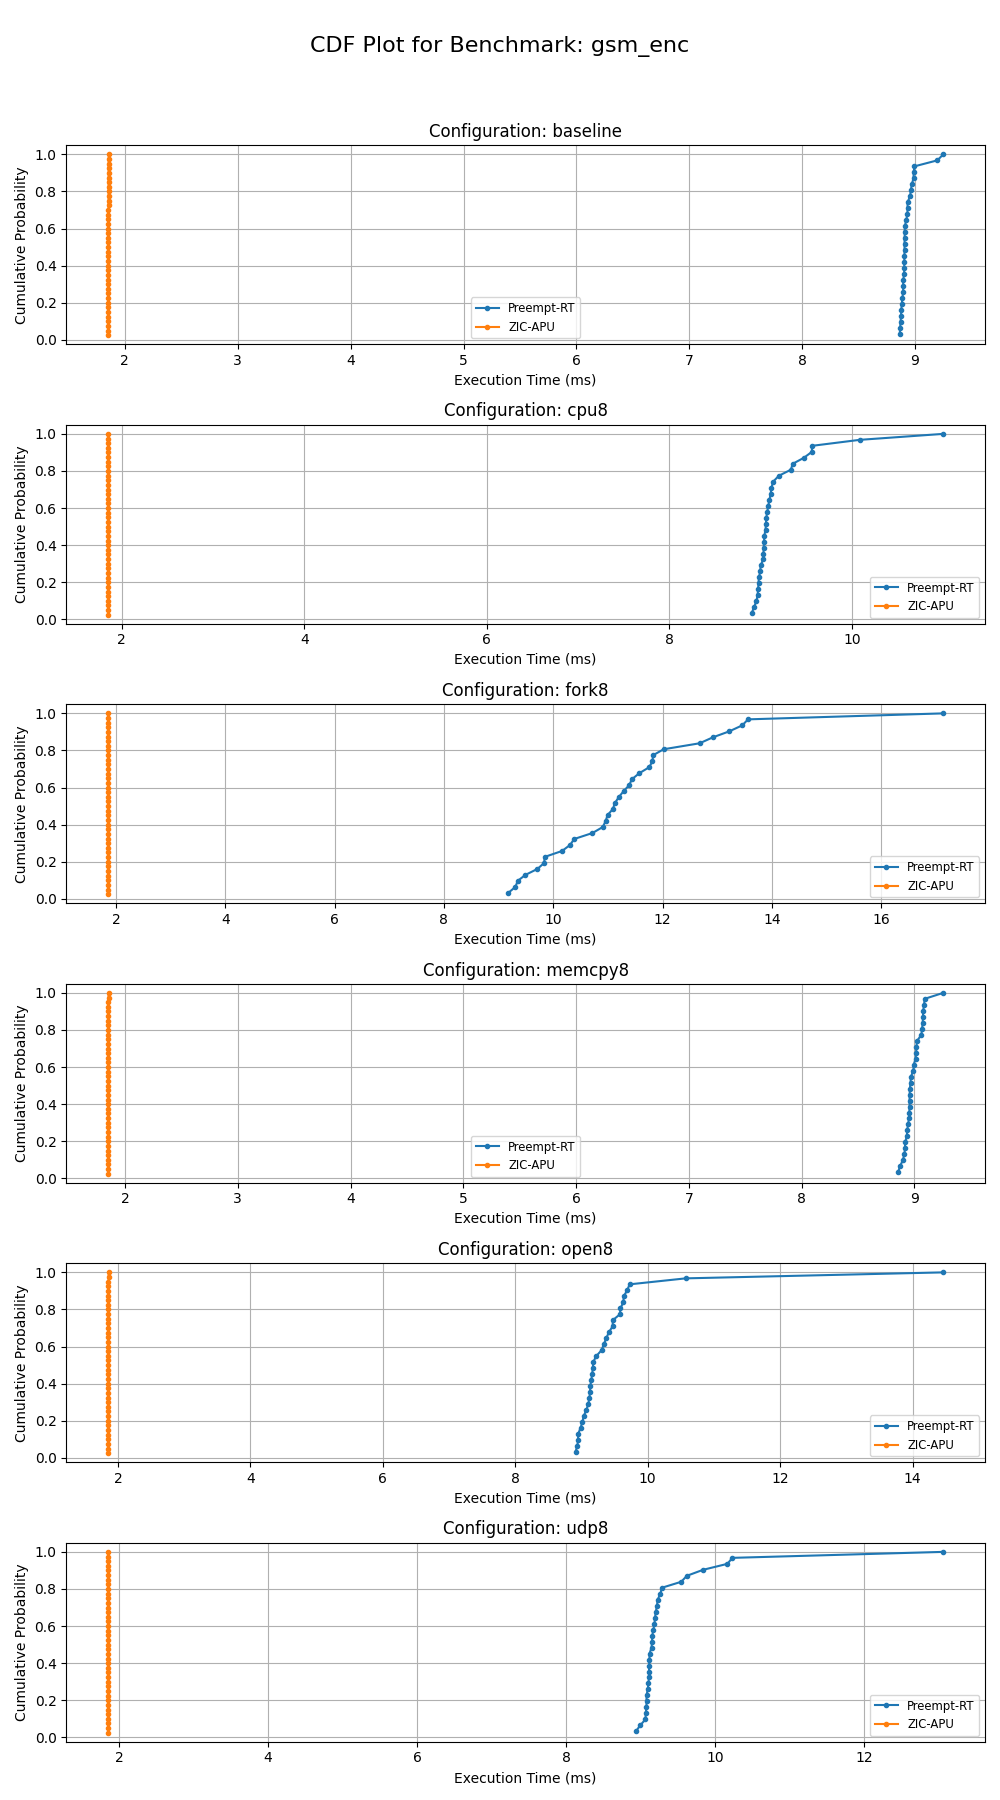 CDF Plot for Benchmark: gsm_enc
Configuration: baseline
Cumulative Probability
1.0
0.8
0.6
0.4
0.2
0.0
Preempt-RT
ZIC-APU
2 3 4 5 6 7 8 9
Execution Time (ms)
Configuration: cpu8
Cumulative Probability
1.0
0.8
0.6
0.4
0.2
0.0
Preempt-RT
ZIC-APU
2 4 6 8 10
Execution Time (ms)
Configuration: fork8
Cumulative Probability
1.0
0.8
0.6
0.4
0.2
0.0
Preempt-RT
ZIC-APU
2 4 6 8 10 12 14 16
Execution Time (ms)
Configuration: memcpy8
Cumulative Probability
1.0
0.8
0.6
0.4
0.2
0.0
Preempt-RT
ZIC-APU
2 3 4 5 6 7 8 9
Execution Time (ms)
Configuration: open8
Cumulative Probability
1.0
0.8
0.6
0.4
0.2
0.0
Preempt-RT
ZIC-APU
2 4 6 8 10 12 14
Execution Time (ms)
Configuration: udp8
Cumulative Probability
1.0
0.8
0.6
0.4
0.2
0.0
Preempt-RT
ZIC-APU
2 4 6 8 10 12
Execution Time (ms)